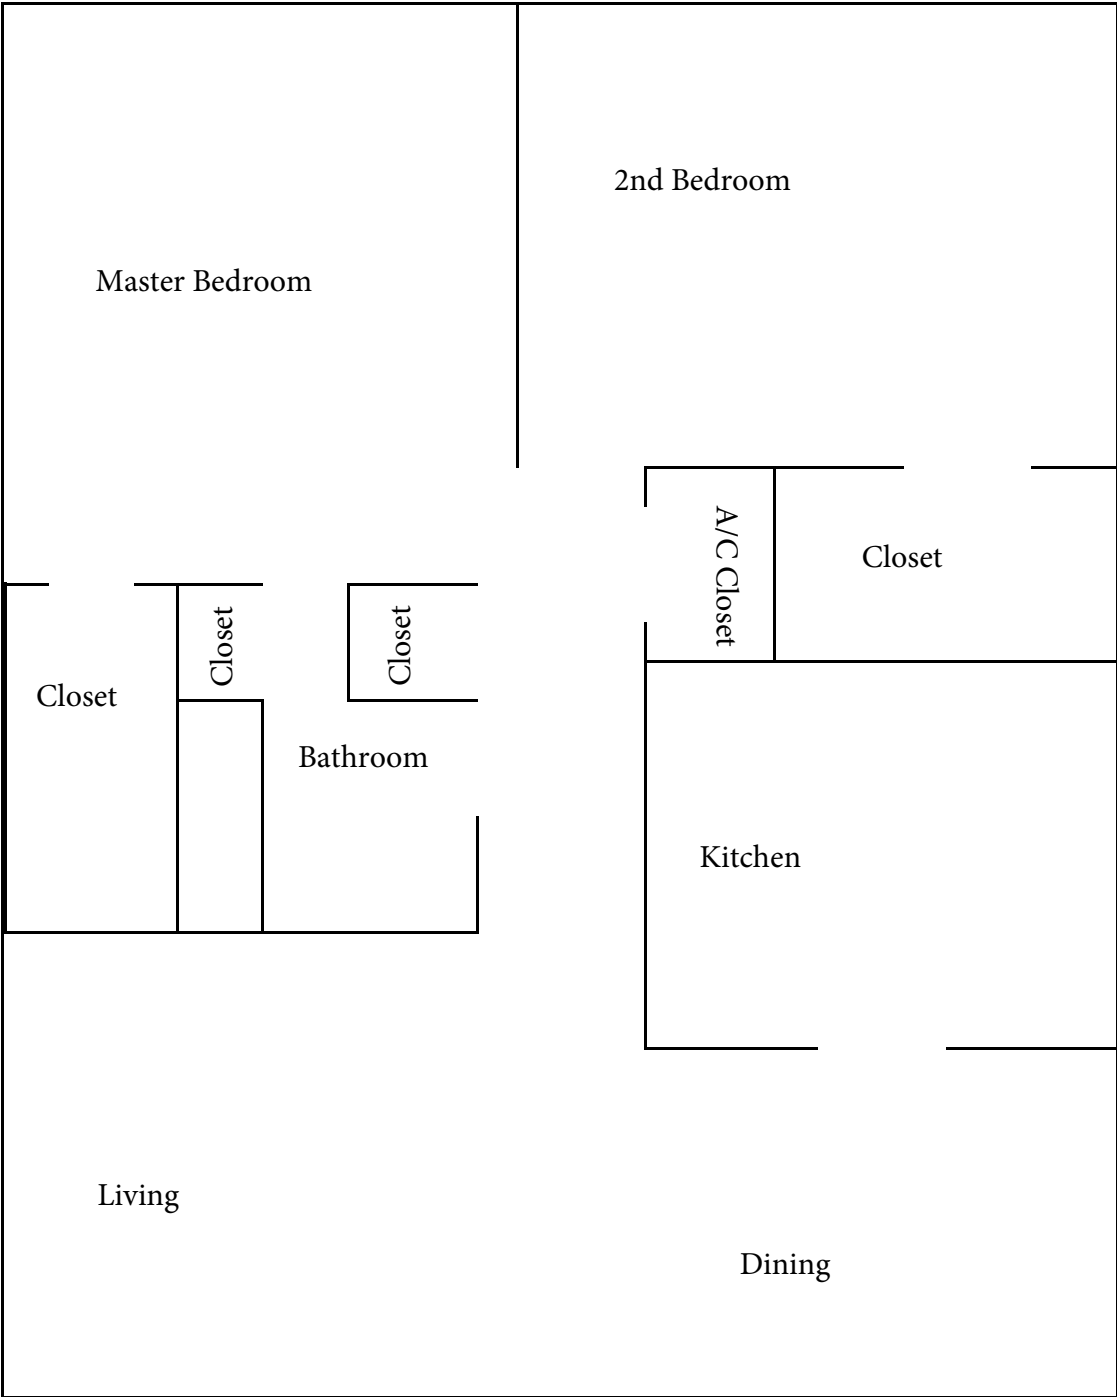 2nd Bedroom
Master Bedroom
A/C Closet
Closet
Closet
Closet
Closet
Bathroom
Kitchen
Living
Dining